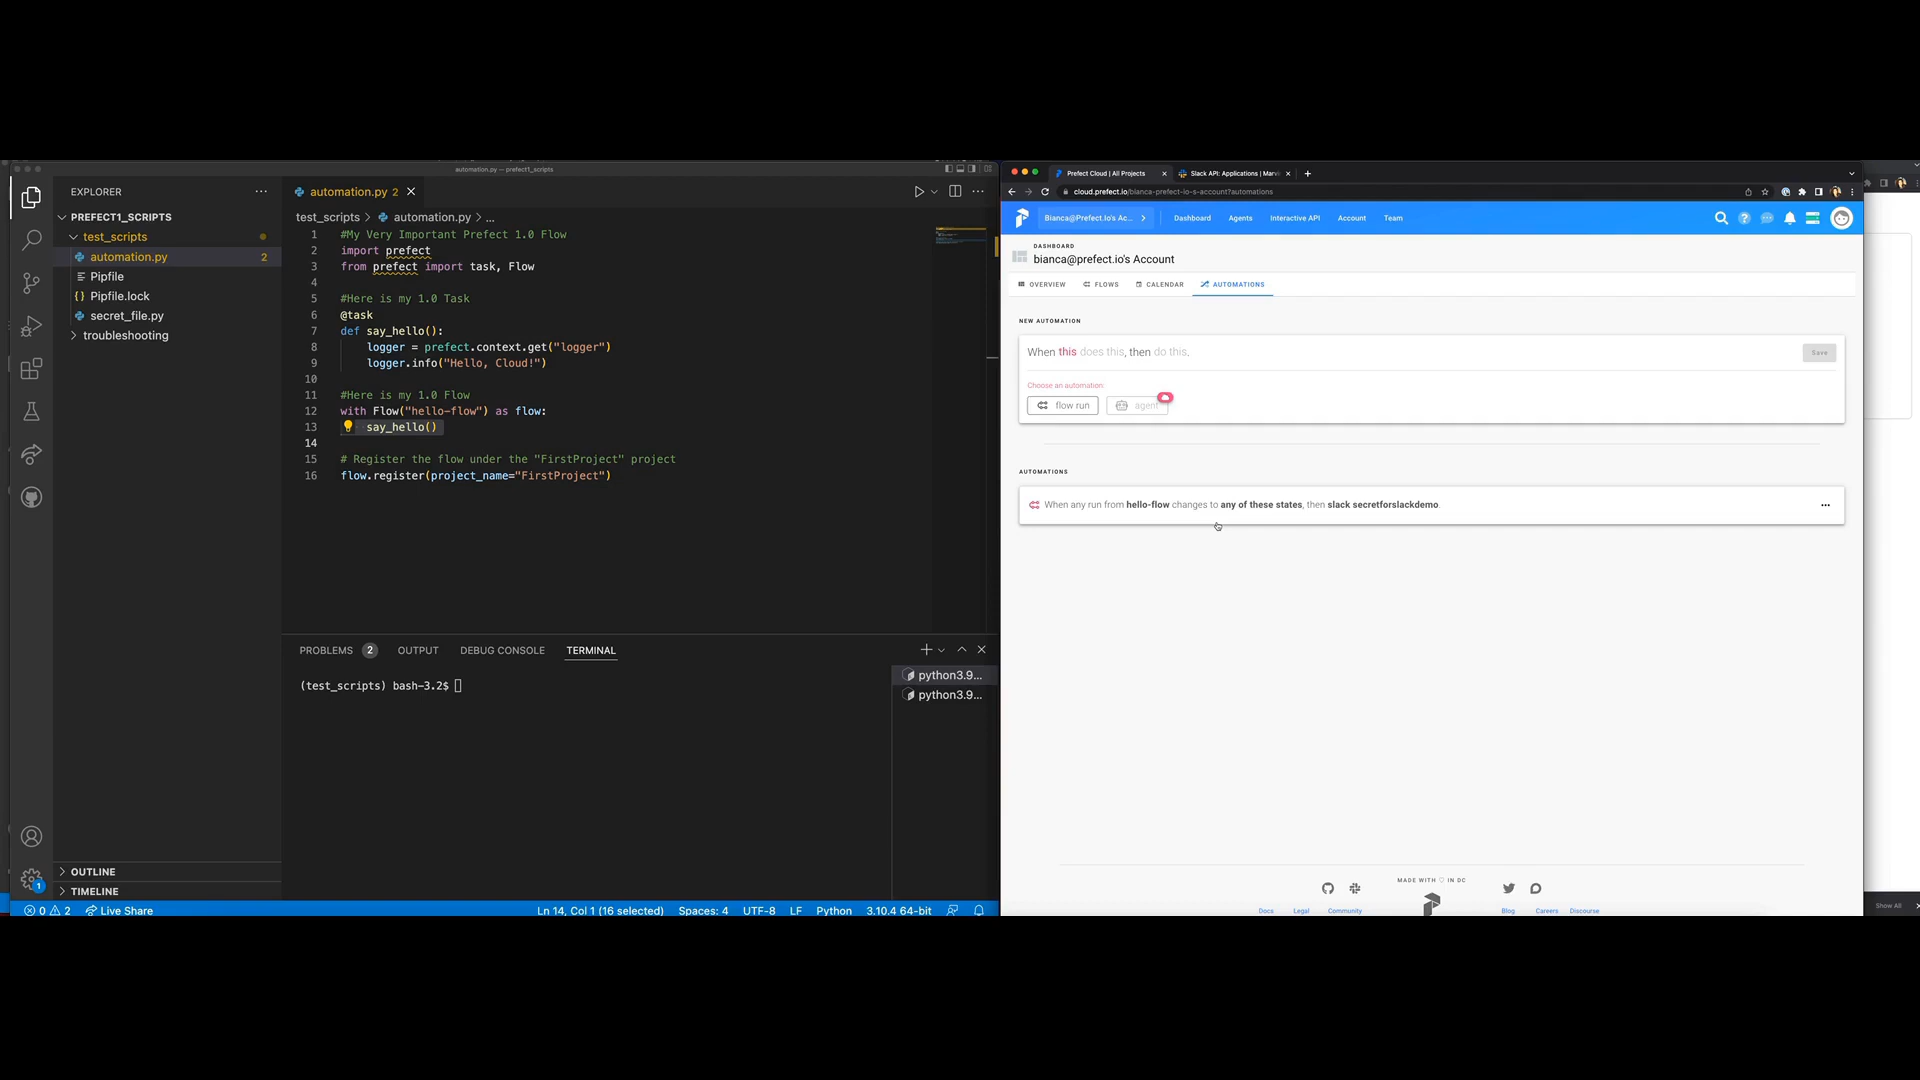 automation.py — prefect1_scripts
EXPLORER
PREFECT1_SCRIPTS
test_scripts
automation.py 2
Pipfile
Pipfile.lock
secret_file.py
troubleshooting
OUTLINE
TIMELINE
automation.py 2
test_scripts > automation.py > ...
1 #My Very Important Prefect 1.0 Flow
2 import prefect
3 from prefect import task, Flow
4
5 #Here is my 1.0 Task
6 @task
7 def say_hello():
8 logger = prefect.context.get("logger")
9 logger.info("Hello, Cloud!")
10
11 #Here is my 1.0 Flow
12 with Flow("hello-flow") as flow:
13 say_hello()
14
15 # Register the flow under the "FirstProject" project
16 flow.register(project_name="FirstProject")
PROBLEMS 2 OUTPUT DEBUG CONSOLE TERMINAL
(test_scripts) bash-3.2$
python3.9...
python3.9...
1
0 2 Live Share Ln 14, Col 1 (16 selected) Spaces: 4 UTF-8 LF Python 3.10.4 64-bit
Prefect Cloud | All Projects
Slack API: Applications | Marv
cloud.prefect.io/bianca-prefect-io-s-account?automations
Bianca@Prefect.Io's Ac... Dashboard Agents Interactive API Account Team
DASHBOARD
bianca@prefect.io's Account
OVERVIEW FLOWS CALENDAR AUTOMATIONS
NEW AUTOMATION
When this does this, then do this. Save
Choose an automation:
flow run agent
AUTOMATIONS
When any run from hello-flow changes to any of these states, then slack secretforslackdemo.
MADE WITH ♡ IN DC
Docs Legal Community Blog Careers Discourse
Show All